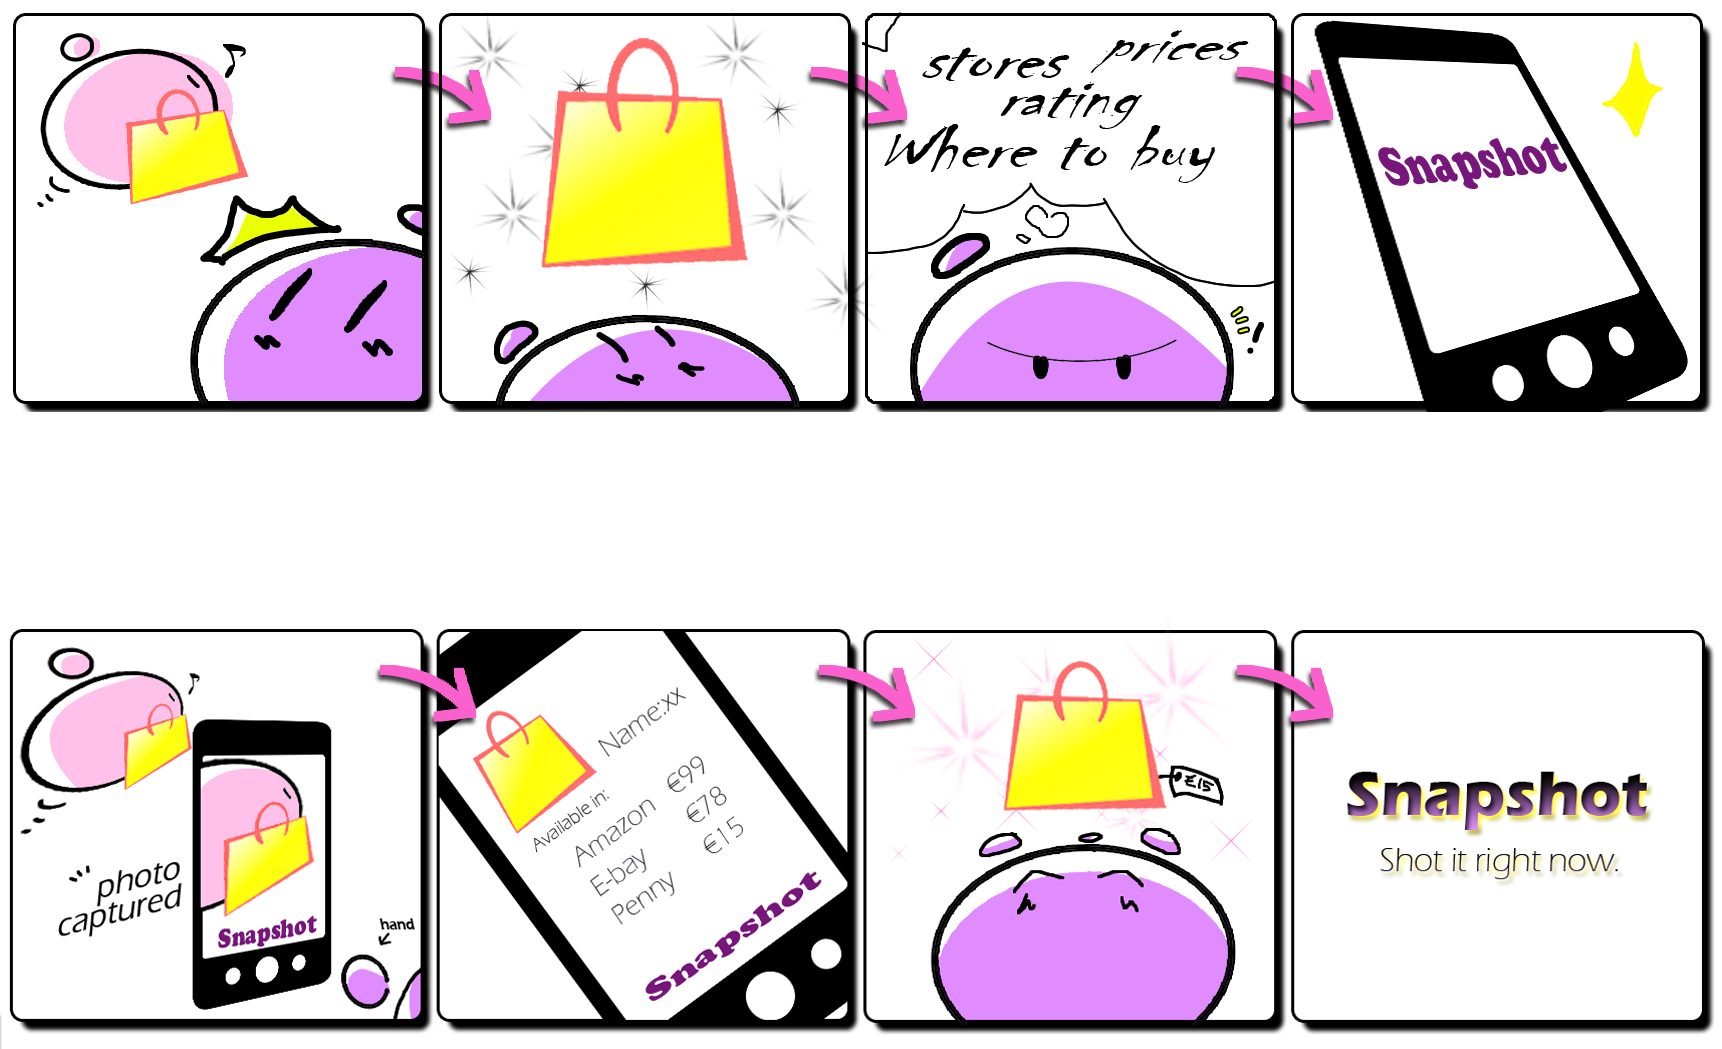 stores prices
rating
Where to buy
Snapshot
photo
captured
Snapshot
hand
Name:xx
Available in:
Amazon €99
E-bay €78
Penny €15
Snapshot
€15
Snapshot
Shot it right now.